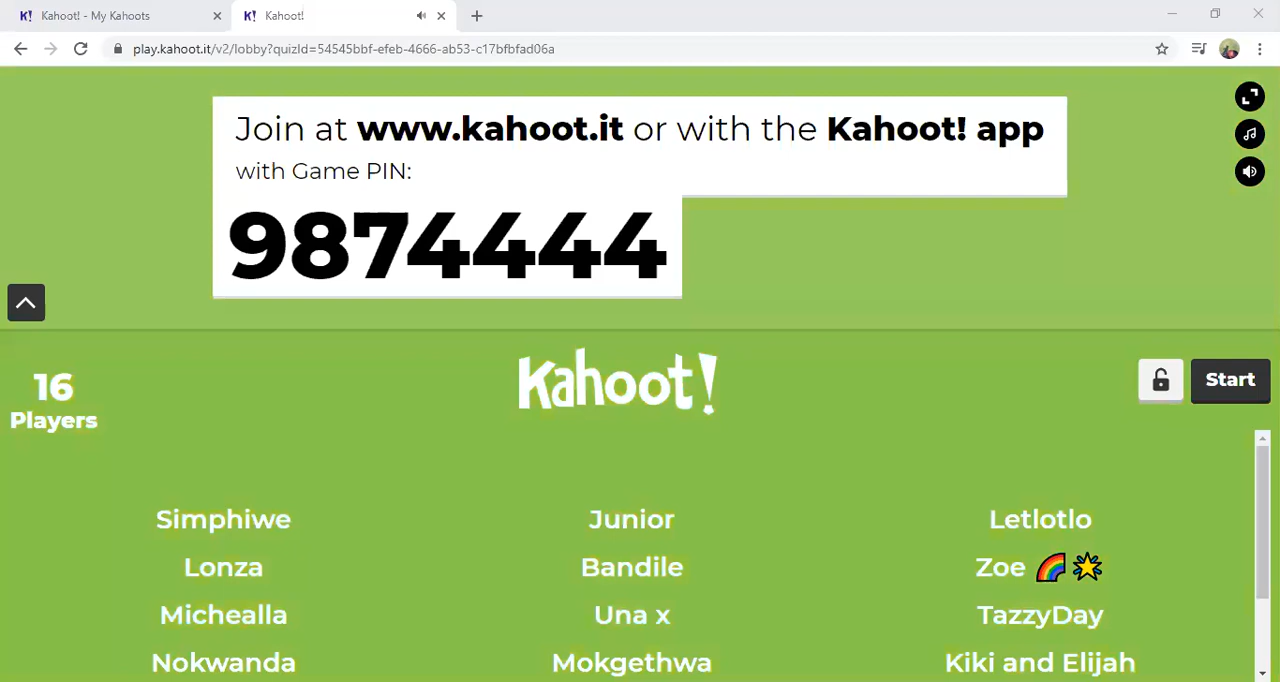 Kahoot! - My Kahoots
Kahoot!
play.kahoot.it/v2/lobby?quizId=54545bbf-efeb-4666-ab53-c17bfbfad06a
Join at www.kahoot.it or with the Kahoot! app
with Game PIN:
9874444
16
Players
Kahoot!
Start
Simphiwe Junior Letlotlo
Lonza Bandile Zoe 🌈🌟
Michealla Una x TazzyDay
Nokwanda Mokgethwa Kiki and Elijah